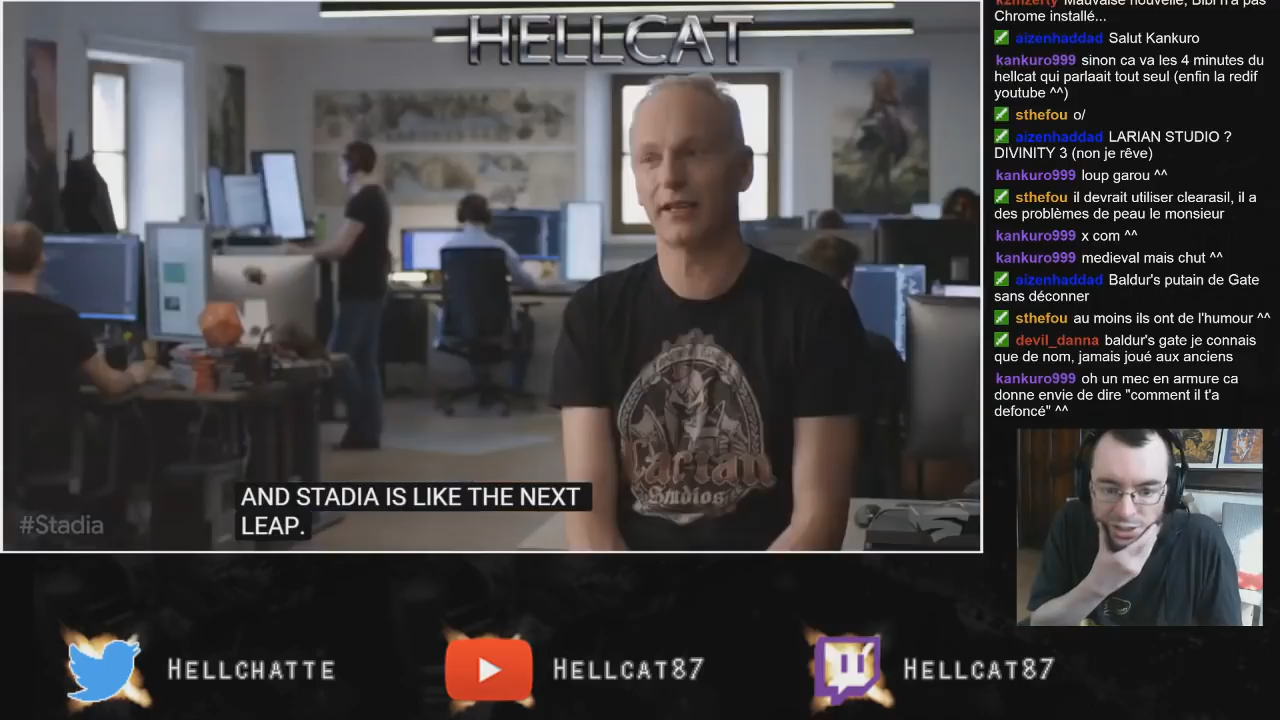 HELLCAT
Larian
Studios
AND STADIA IS LIKE THE NEXT
LEAP.
#Stadia
kzmzerty Mauvaise nouvelle, Bibi n'a pas
Chrome installé...
aizenhaddad Salut Kankuro
kankuro999 sinon ca va les 4 minutes du
hellcat qui parlaait tout seul (enfin la redif
youtube ^^)
sthefou o/
aizenhaddad LARIAN STUDIO ?
DIVINITY 3 (non je rêve)
kankuro999 loup garou ^^
sthefou il devrait utiliser clearasil, il a
des problèmes de peau le monsieur
kankuro999 x com ^^
kankuro999 medieval mais chut ^^
aizenhaddad Baldur's putain de Gate
sans déconner
sthefou au moins ils ont de l'humour ^^
devil_danna baldur's gate je connais
que de nom, jamais joué aux anciens
kankuro999 oh un mec en armure ca
donne envie de dire "comment il t'a
defoncé" ^^
HELLCHATTE
HELLCAT87
HELLCAT87